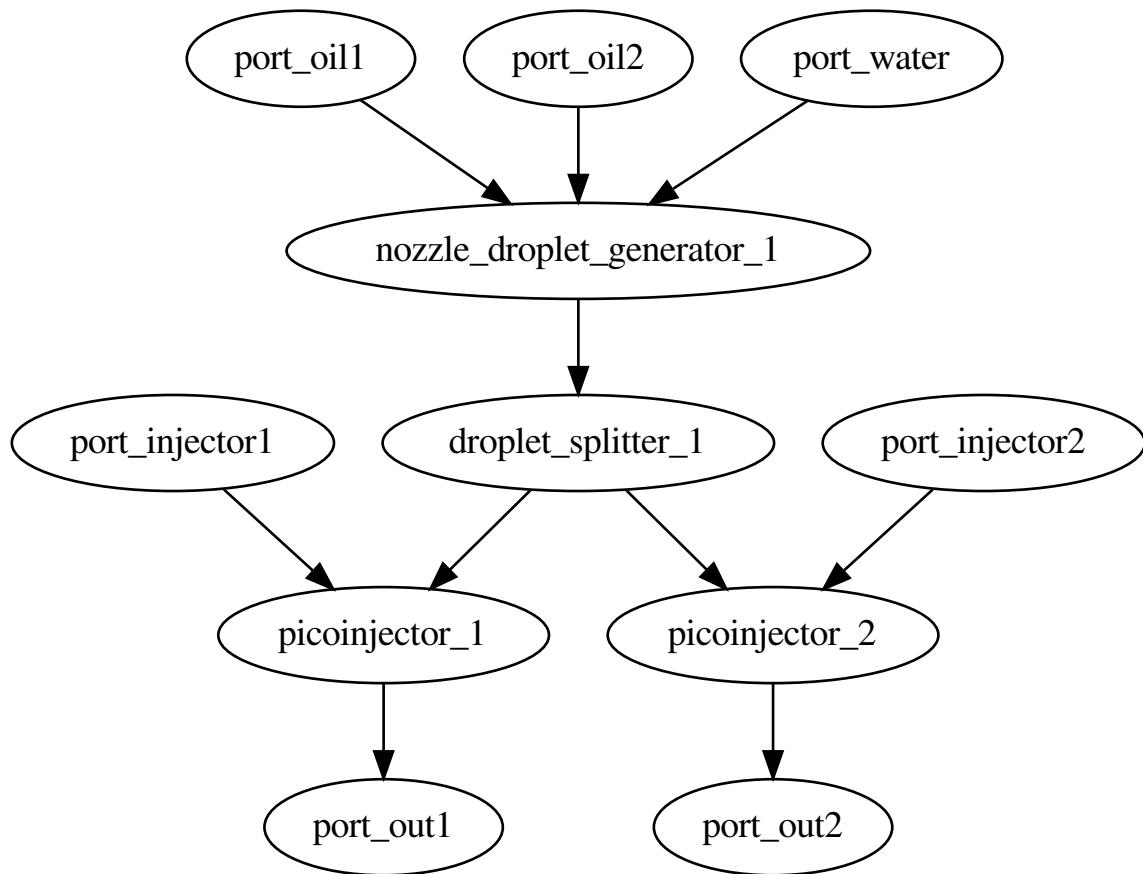 port_oil1
port_oil2
port_water
nozzle_droplet_generator_1
port_injector1
droplet_splitter_1
port_injector2
picoinjector_1
picoinjector_2
port_out1
port_out2